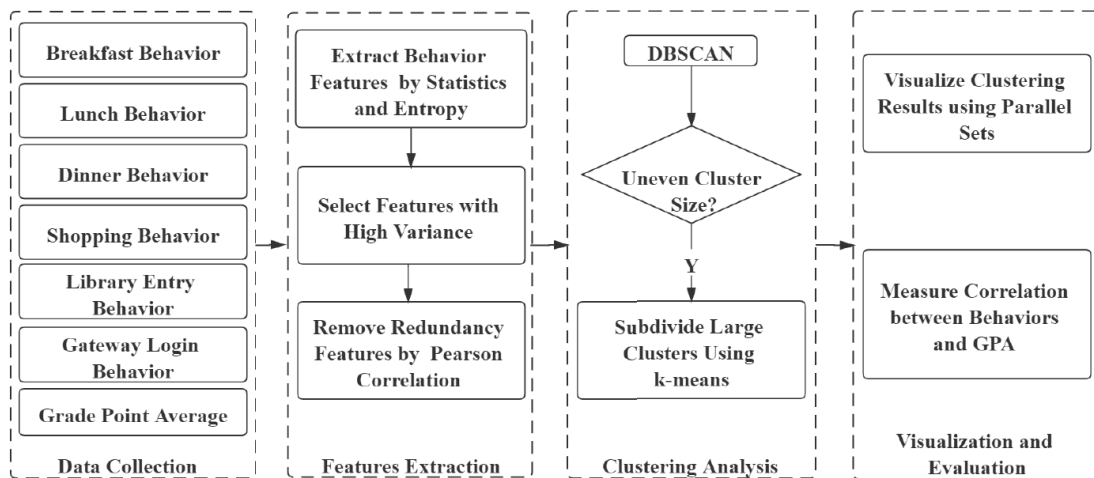 Breakfast Behavior
Lunch Behavior
Dinner Behavior
Shopping Behavior
Library Entry
Behavior
Gateway Login
Behavior
Grade Point Average
Data Collection
Extract Behavior
Features by Statistics
and Entropy
Select Features with
High Variance
Remove Redundancy
Features by Pearson
Correlation
Features Extraction
DBSCAN
Uneven Cluster
Size?
Y
Subdivide Large
Clusters Using
k-means
Clustering Analysis
Visualize Clustering
Results using Parallel
Sets
Measure Correlation
between Behaviors
and GPA
Visualization and
Evaluation